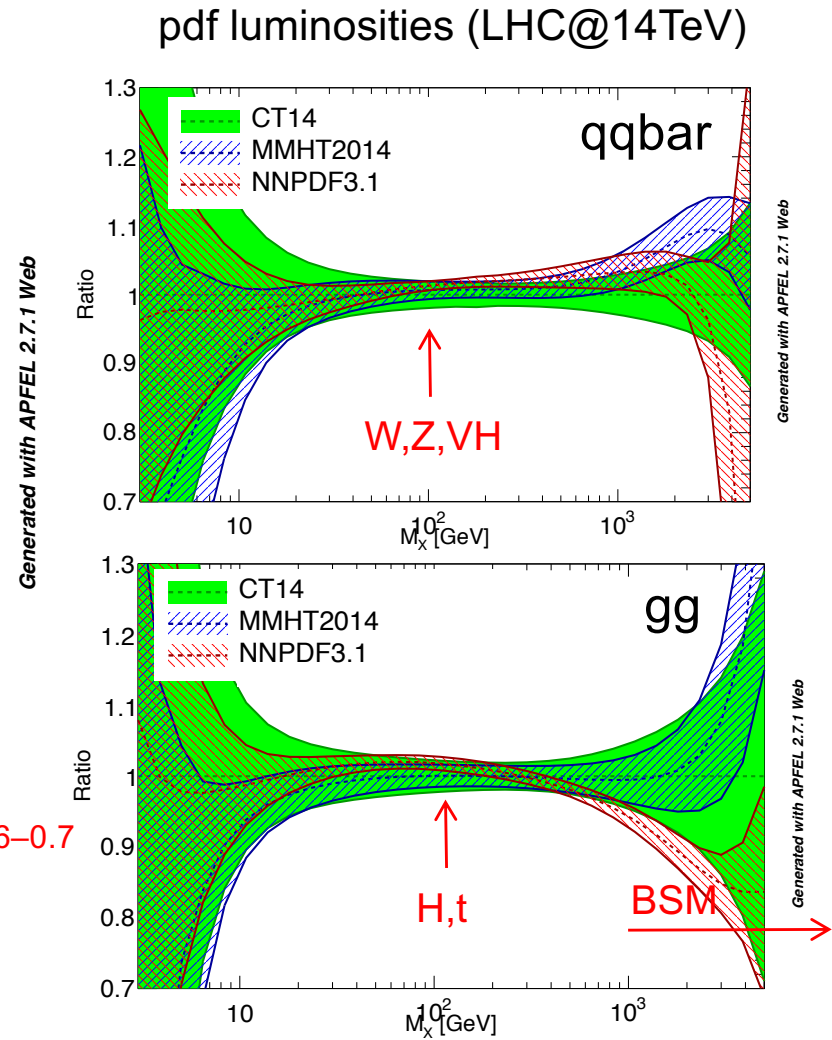 pdf luminosities (LHC@14TeV)
1.3
CT14
MMHT2014
NNPDF3.1
qqbar
1.2
1.1
1
0.9
0.8
0.7
Ratio
W,Z,VH
10
10²
10³
M_X [GeV]
Generated with APFEL 2.7.1 Web
Generated with APFEL 2.7.1 Web
1.3
CT14
MMHT2014
NNPDF3.1
gg
1.2
1.1
1
0.9
0.8
0.7
Ratio
6–0.7
H,t
BSM
10
10²
10³
M_X [GeV]
Generated with APFEL 2.7.1 Web